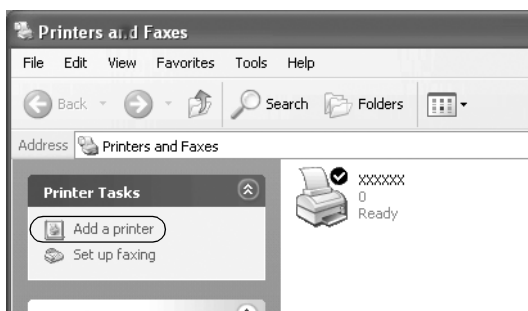 Printers and Faxes
File Edit View Favorites Tools Help
Back Search Folders
Address Printers and Faxes
Printer Tasks
Add a printer
Set up faxing
xxxxxx
0
Ready